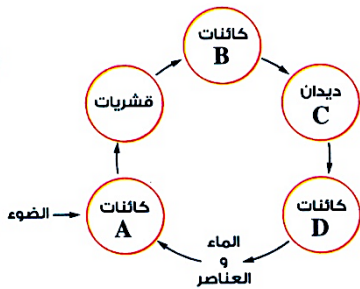 كائنات
B
قشريات
ديدان
C
الضوء
كائنات
A
كائنات
D
الماء
و
العناصر